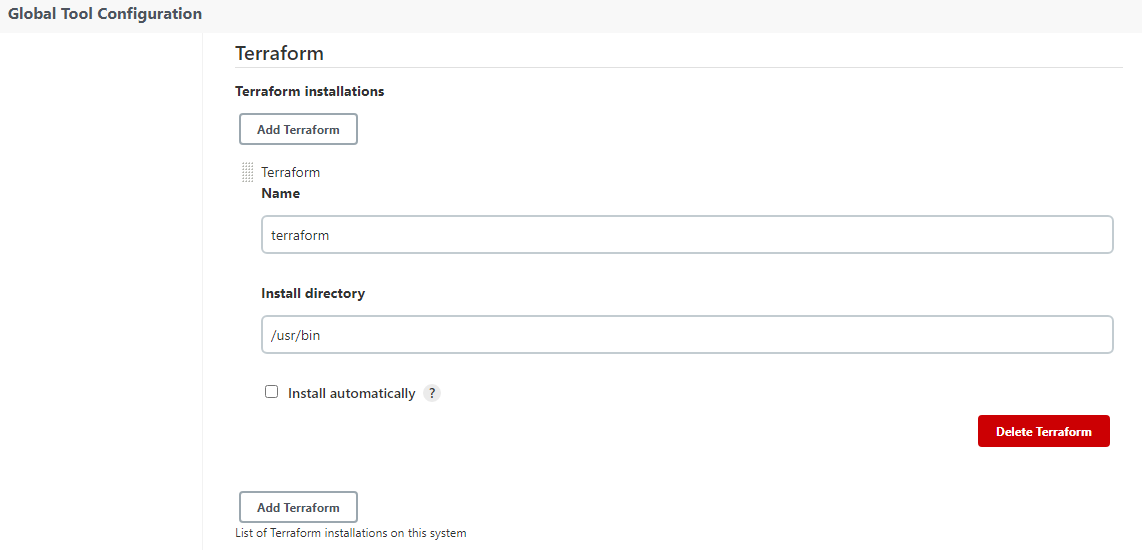 Global Tool Configuration
Terraform
Terraform installations
Add Terraform
Terraform
Name
terraform
Install directory
/usr/bin
Install automatically ?
Delete Terraform
Add Terraform
List of Terraform installations on this system